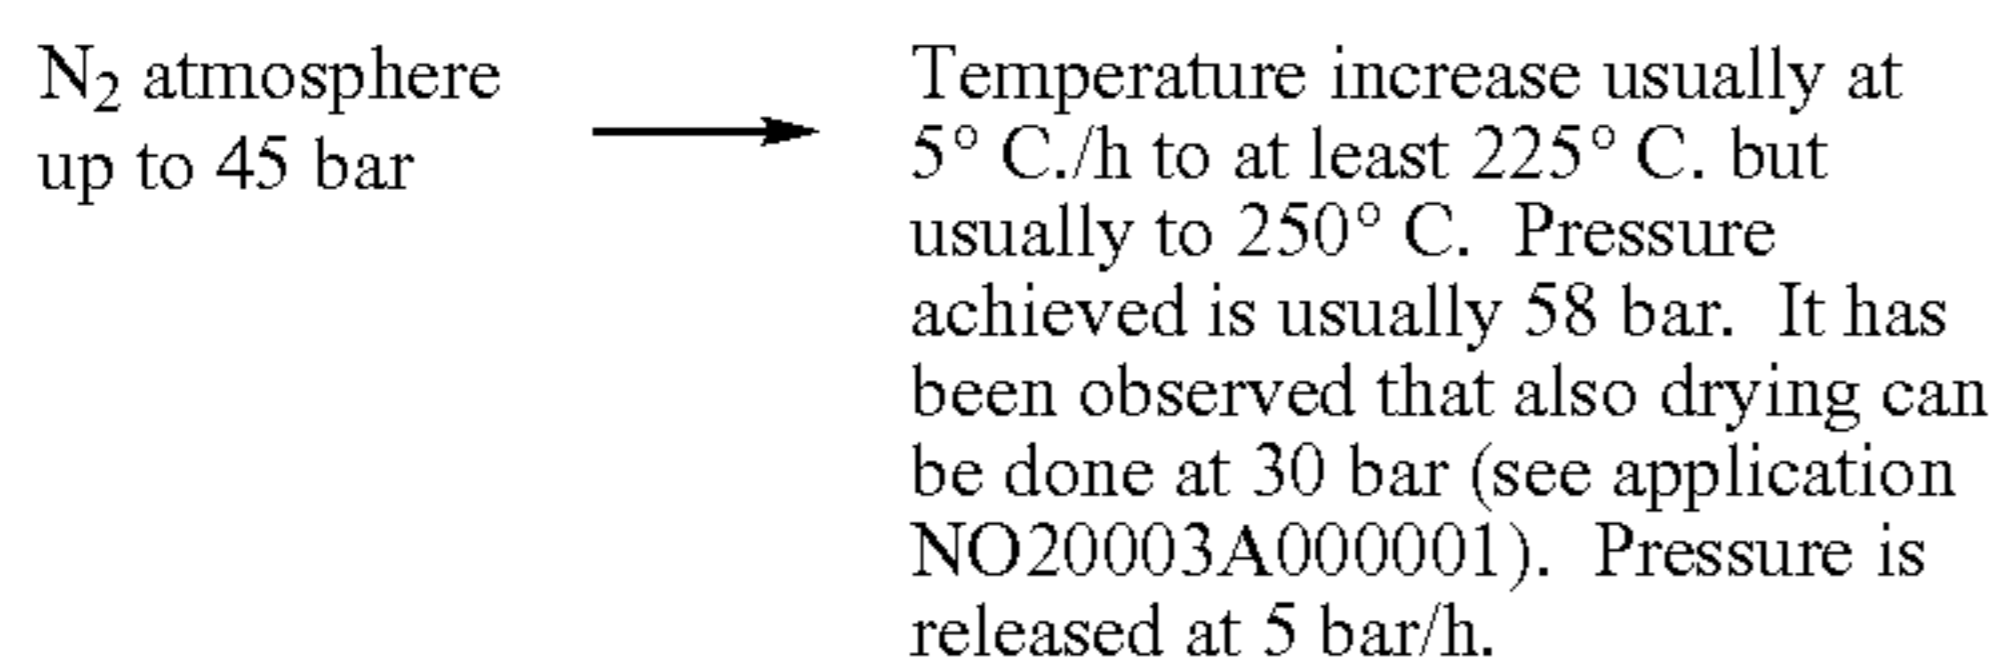 N₂ atmosphere
up to 45 bar
Temperature increase usually at
5° C./h to at least 225° C. but
usually to 250° C. Pressure
achieved is usually 58 bar. It has
been observed that also drying can
be done at 30 bar (see application
NO20003A000001). Pressure is
released at 5 bar/h.